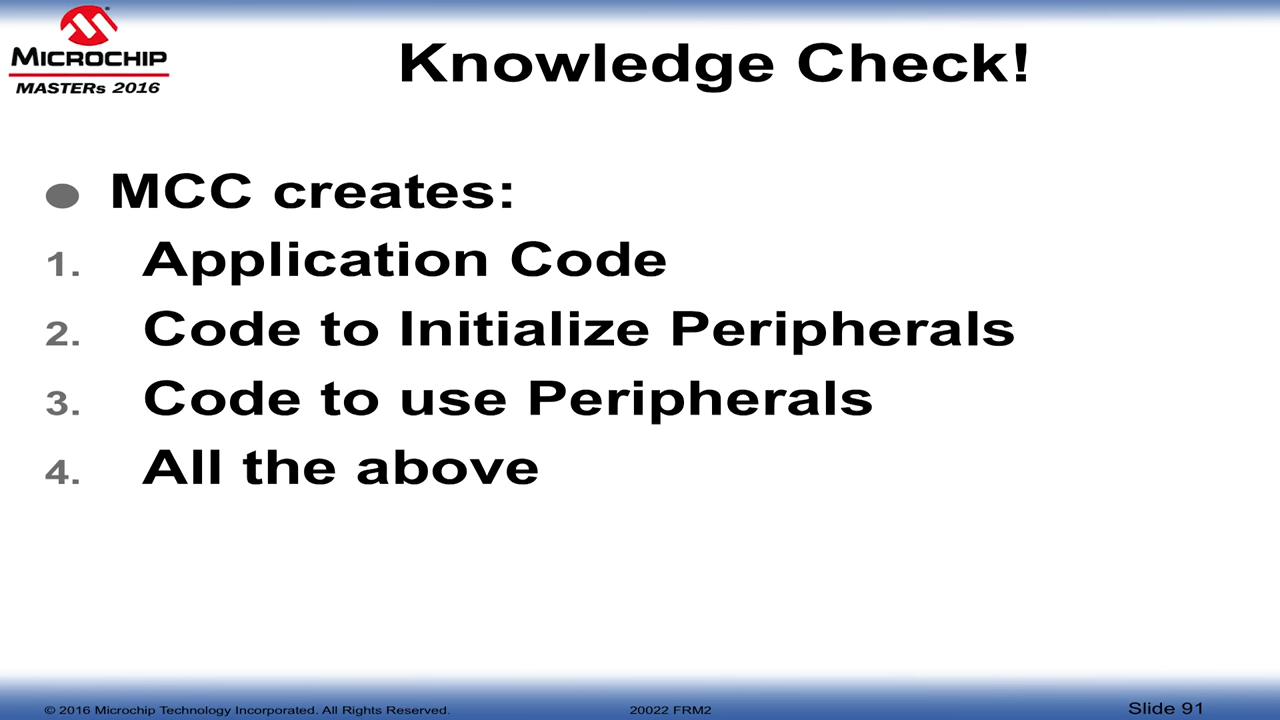 MICROCHIP
MASTERs 2016
Knowledge Check!
MCC creates:
1. Application Code
2. Code to Initialize Peripherals
3. Code to use Peripherals
4. All the above
© 2016 Microchip Technology Incorporated. All Rights Reserved.
20022 FRM2
Slide 91